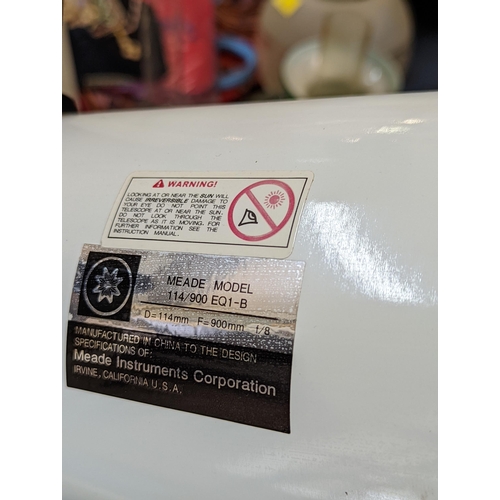 WARNING!
LOOKING AT OR NEAR THE SUN WILL
CAUSE IRREVERSIBLE DAMAGE TO
YOUR EYE. DO NOT POINT THIS
TELESCOPE AT OR NEAR THE SUN.
DO NOT LOOK THROUGH THE
TELESCOPE AS IT IS MOVING. FOR
FURTHER INFORMATION SEE THE
INSTRUCTION MANUAL.
MEADE MODEL
114/900 EQ1-B
D=114mm F=900mm f/8
MANUFACTURED IN CHINA TO THE DESIGN
SPECIFICATIONS OF:
Meade Instruments Corporation
IRVINE, CALIFORNIA U.S.A.